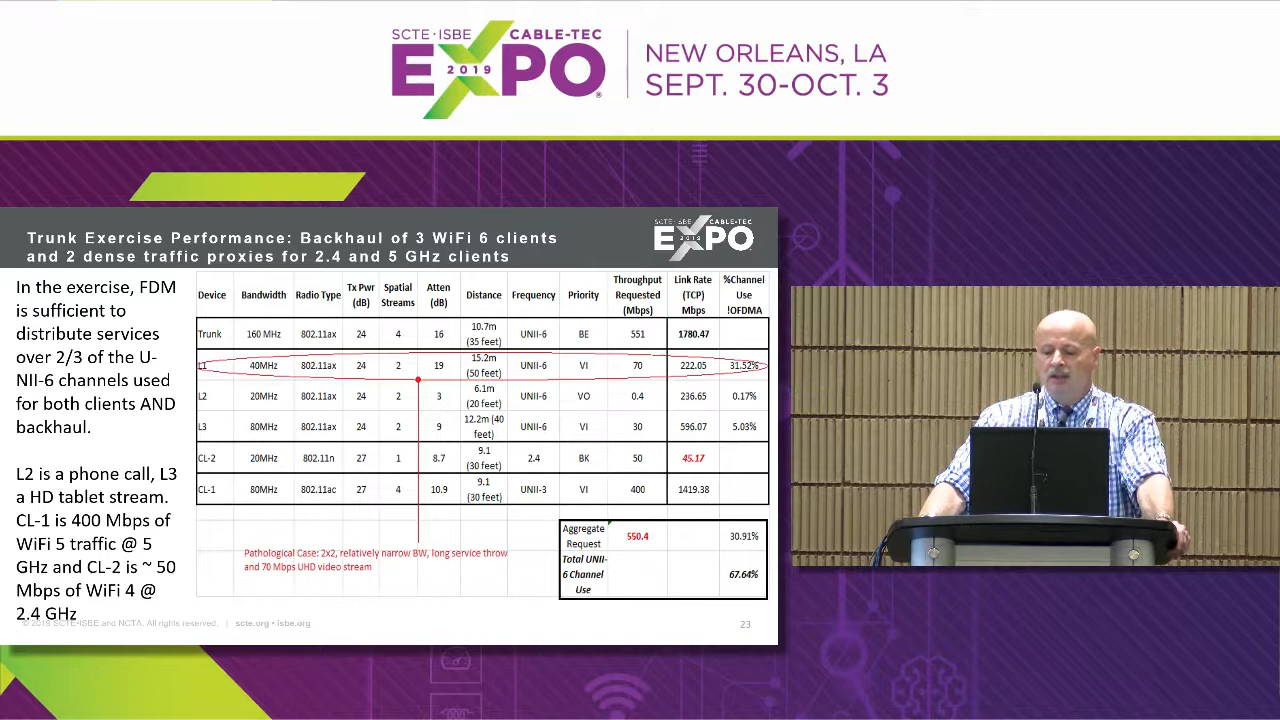 SCTE·ISBE CABLE-TEC
EXPO
2019
NEW ORLEANS, LA
SEPT. 30-OCT. 3
Trunk Exercise Performance: Backhaul of 3 WiFi 6 clients
and 2 dense traffic proxies for 2.4 and 5 GHz clients
SCTE·ISBE CABLE-TEC
EXPO
2019
In the exercise, FDM
is sufficient to
distribute services
over 2/3 of the U-
NII-6 channels used
for both clients AND
backhaul.
L2 is a phone call, L3
a HD tablet stream.
CL-1 is 400 Mbps of
WiFi 5 traffic @ 5
GHz and CL-2 is ~ 50
Mbps of WiFi 4 @
2.4 GHz
Device Bandwidth Radio Type Tx Pwr (dB) Spatial Streams Atten (dB) Distance Frequency Priority Throughput Requested (Mbps) Link Rate (TCP) Mbps %Channel Use !OFDMA
Trunk 160 MHz 802.11ax 24 4 16 10.7m (35 feet) UNII-6 BE 551 1780.47
L1 40MHz 802.11ax 24 2 19 15.2m (50 feet) UNII-6 VI 70 222.05 31.52%
L2 20MHz 802.11ax 24 2 3 6.1m (20 feet) UNII-6 VO 0.4 236.65 0.17%
L3 80MHz 802.11ax 24 2 9 12.2m (40 feet) UNII-6 VI 30 596.07 5.03%
CL-2 20MHz 802.11n 27 1 8.7 9.1 (30 feet) 2.4 BK 50 45.17
CL-1 80MHz 802.11ac 27 4 10.9 9.1 (30 feet) UNII-3 VI 400 1419.38
Aggregate Request 550.4 30.91%
Total UNII-6 Channel Use 67.64%
Pathological Case: 2x2, relatively narrow BW, long service throw
and 70 Mbps UHD video stream
© 2019 SCTE•ISBE and NCTA. All rights reserved. | scte.org • isbe.org
23